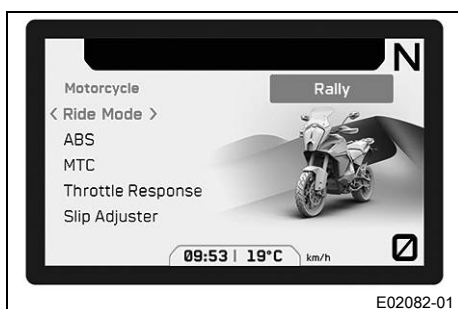 N
Motorcycle
Rally
< Ride Mode >
ABS
MTC
Throttle Response
Slip Adjuster
09:53 | 19°C
km/h
0
E02082-01